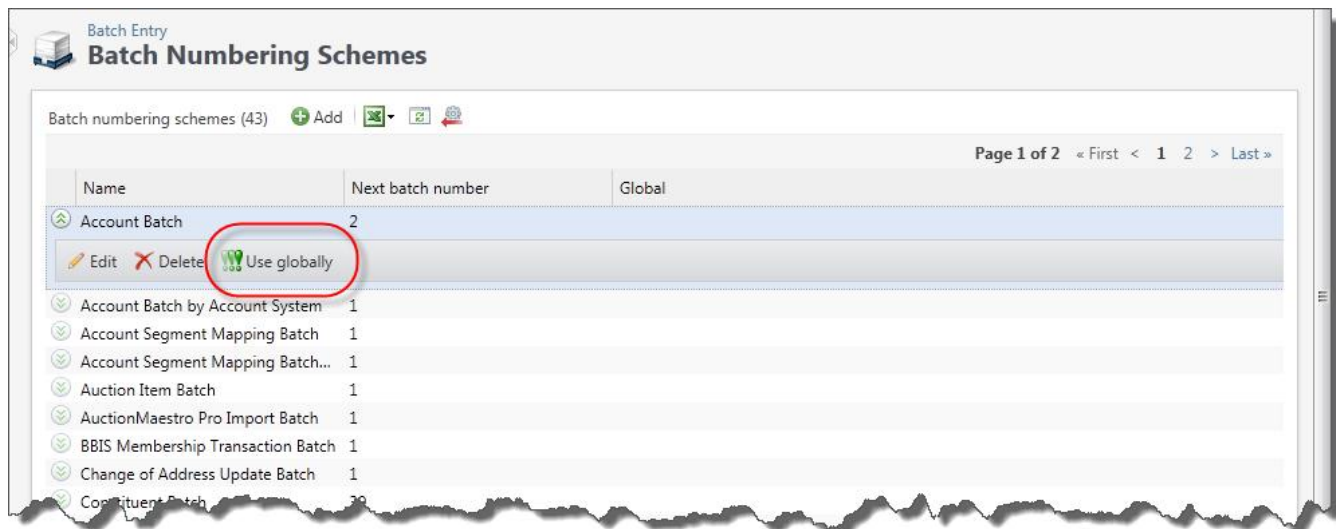 Batch Entry
Batch Numbering Schemes
Batch numbering schemes (43) Add
Page 1 of 2 « First < 1 2 > Last »
Name Next batch number Global
Account Batch 2
Edit Delete Use globally
Account Batch by Account System 1
Account Segment Mapping Batch 1
Account Segment Mapping Batch... 1
Auction Item Batch 1
AuctionMaestro Pro Import Batch 1
BBIS Membership Transaction Batch 1
Change of Address Update Batch 1
Constituent Batch